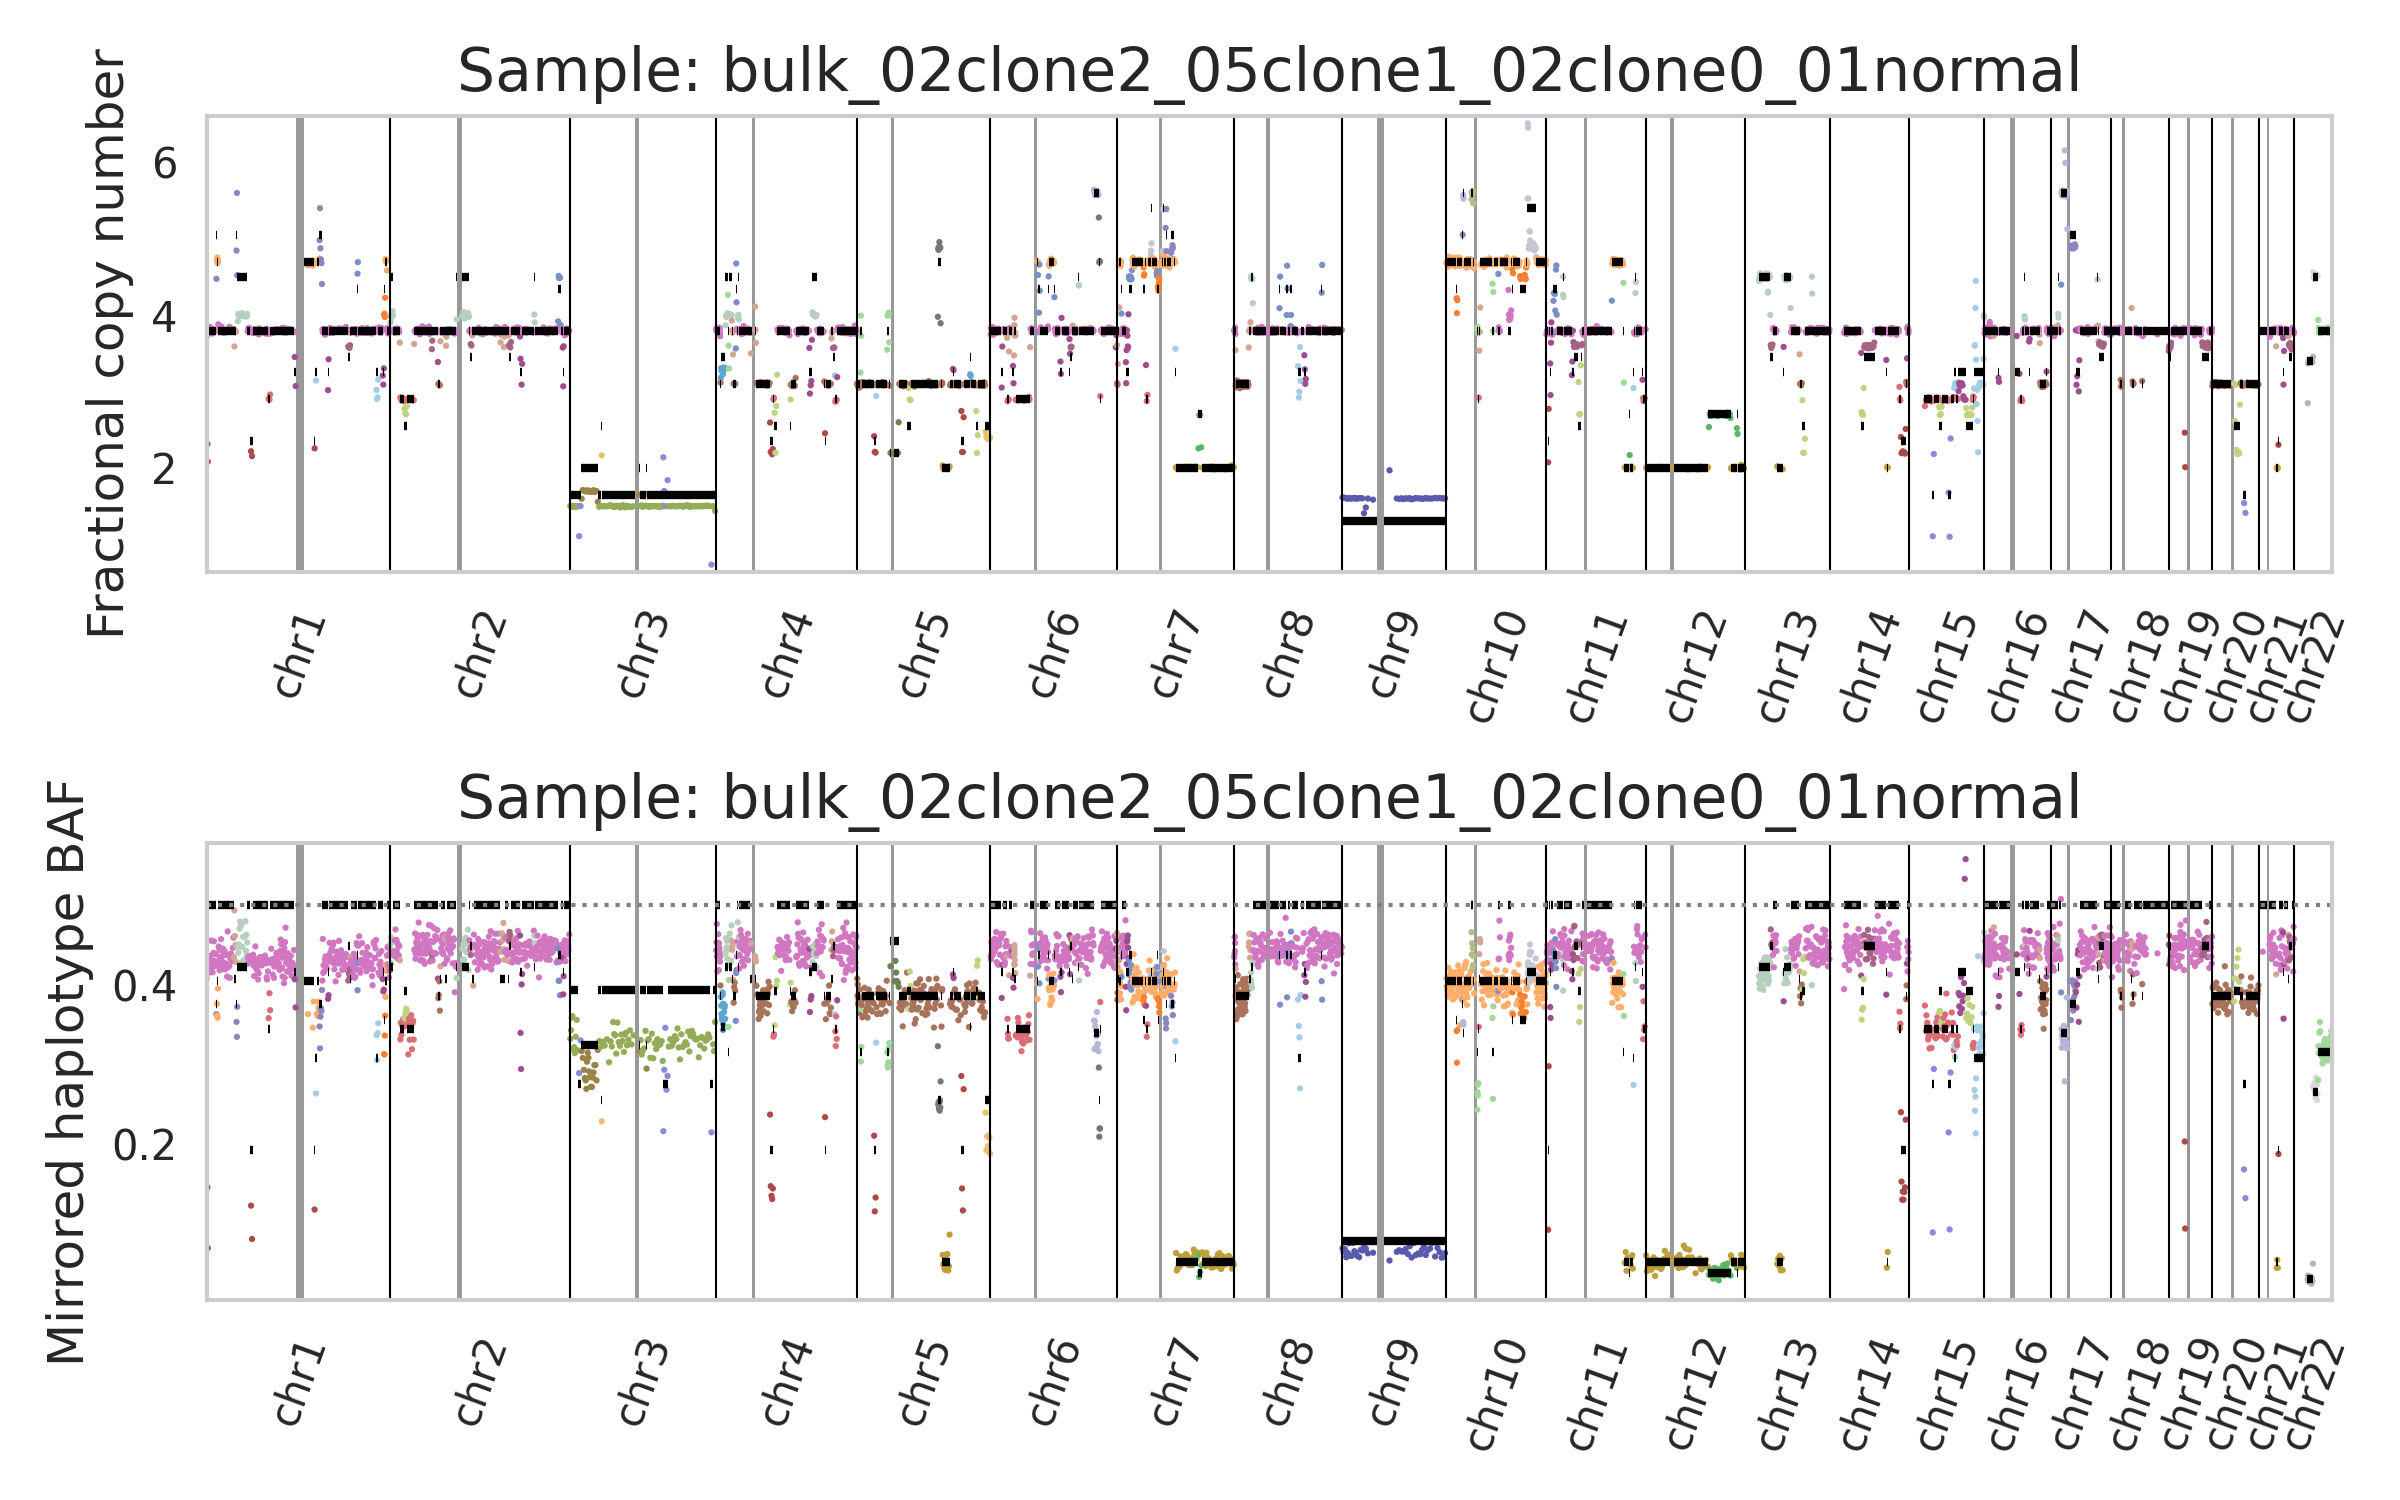 Sample: bulk_02clone2_05clone1_02clone0_01normal
Fractional copy number
6
4
2
chr1 chr2 chr3 chr4 chr5 chr6 chr7 chr8 chr9 chr10 chr11 chr12 chr13 chr14 chr15 chr16 chr17 chr18 chr19 chr20 chr21 chr22
Sample: bulk_02clone2_05clone1_02clone0_01normal
Mirrored haplotype BAF
0.4
0.2
chr1 chr2 chr3 chr4 chr5 chr6 chr7 chr8 chr9 chr10 chr11 chr12 chr13 chr14 chr15 chr16 chr17 chr18 chr19 chr20 chr21 chr22